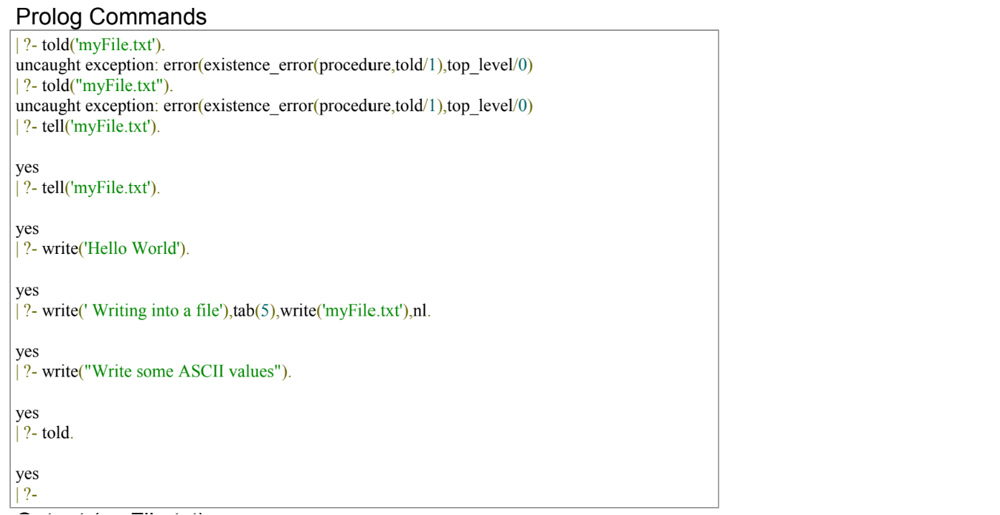 Prolog Commands
| ?- told('myFile.txt').
uncaught exception: error(existence_error(procedure,told/1),top_level/0)
| ?- told("myFile.txt").
uncaught exception: error(existence_error(procedure,told/1),top_level/0)
| ?- tell('myFile.txt').
yes
| ?- tell('myFile.txt').
yes
| ?- write('Hello World').
yes
| ?- write(' Writing into a file'),tab(5),write('myFile.txt'),nl.
yes
| ?- write("Write some ASCII values").
yes
| ?- told.
yes
| ?-